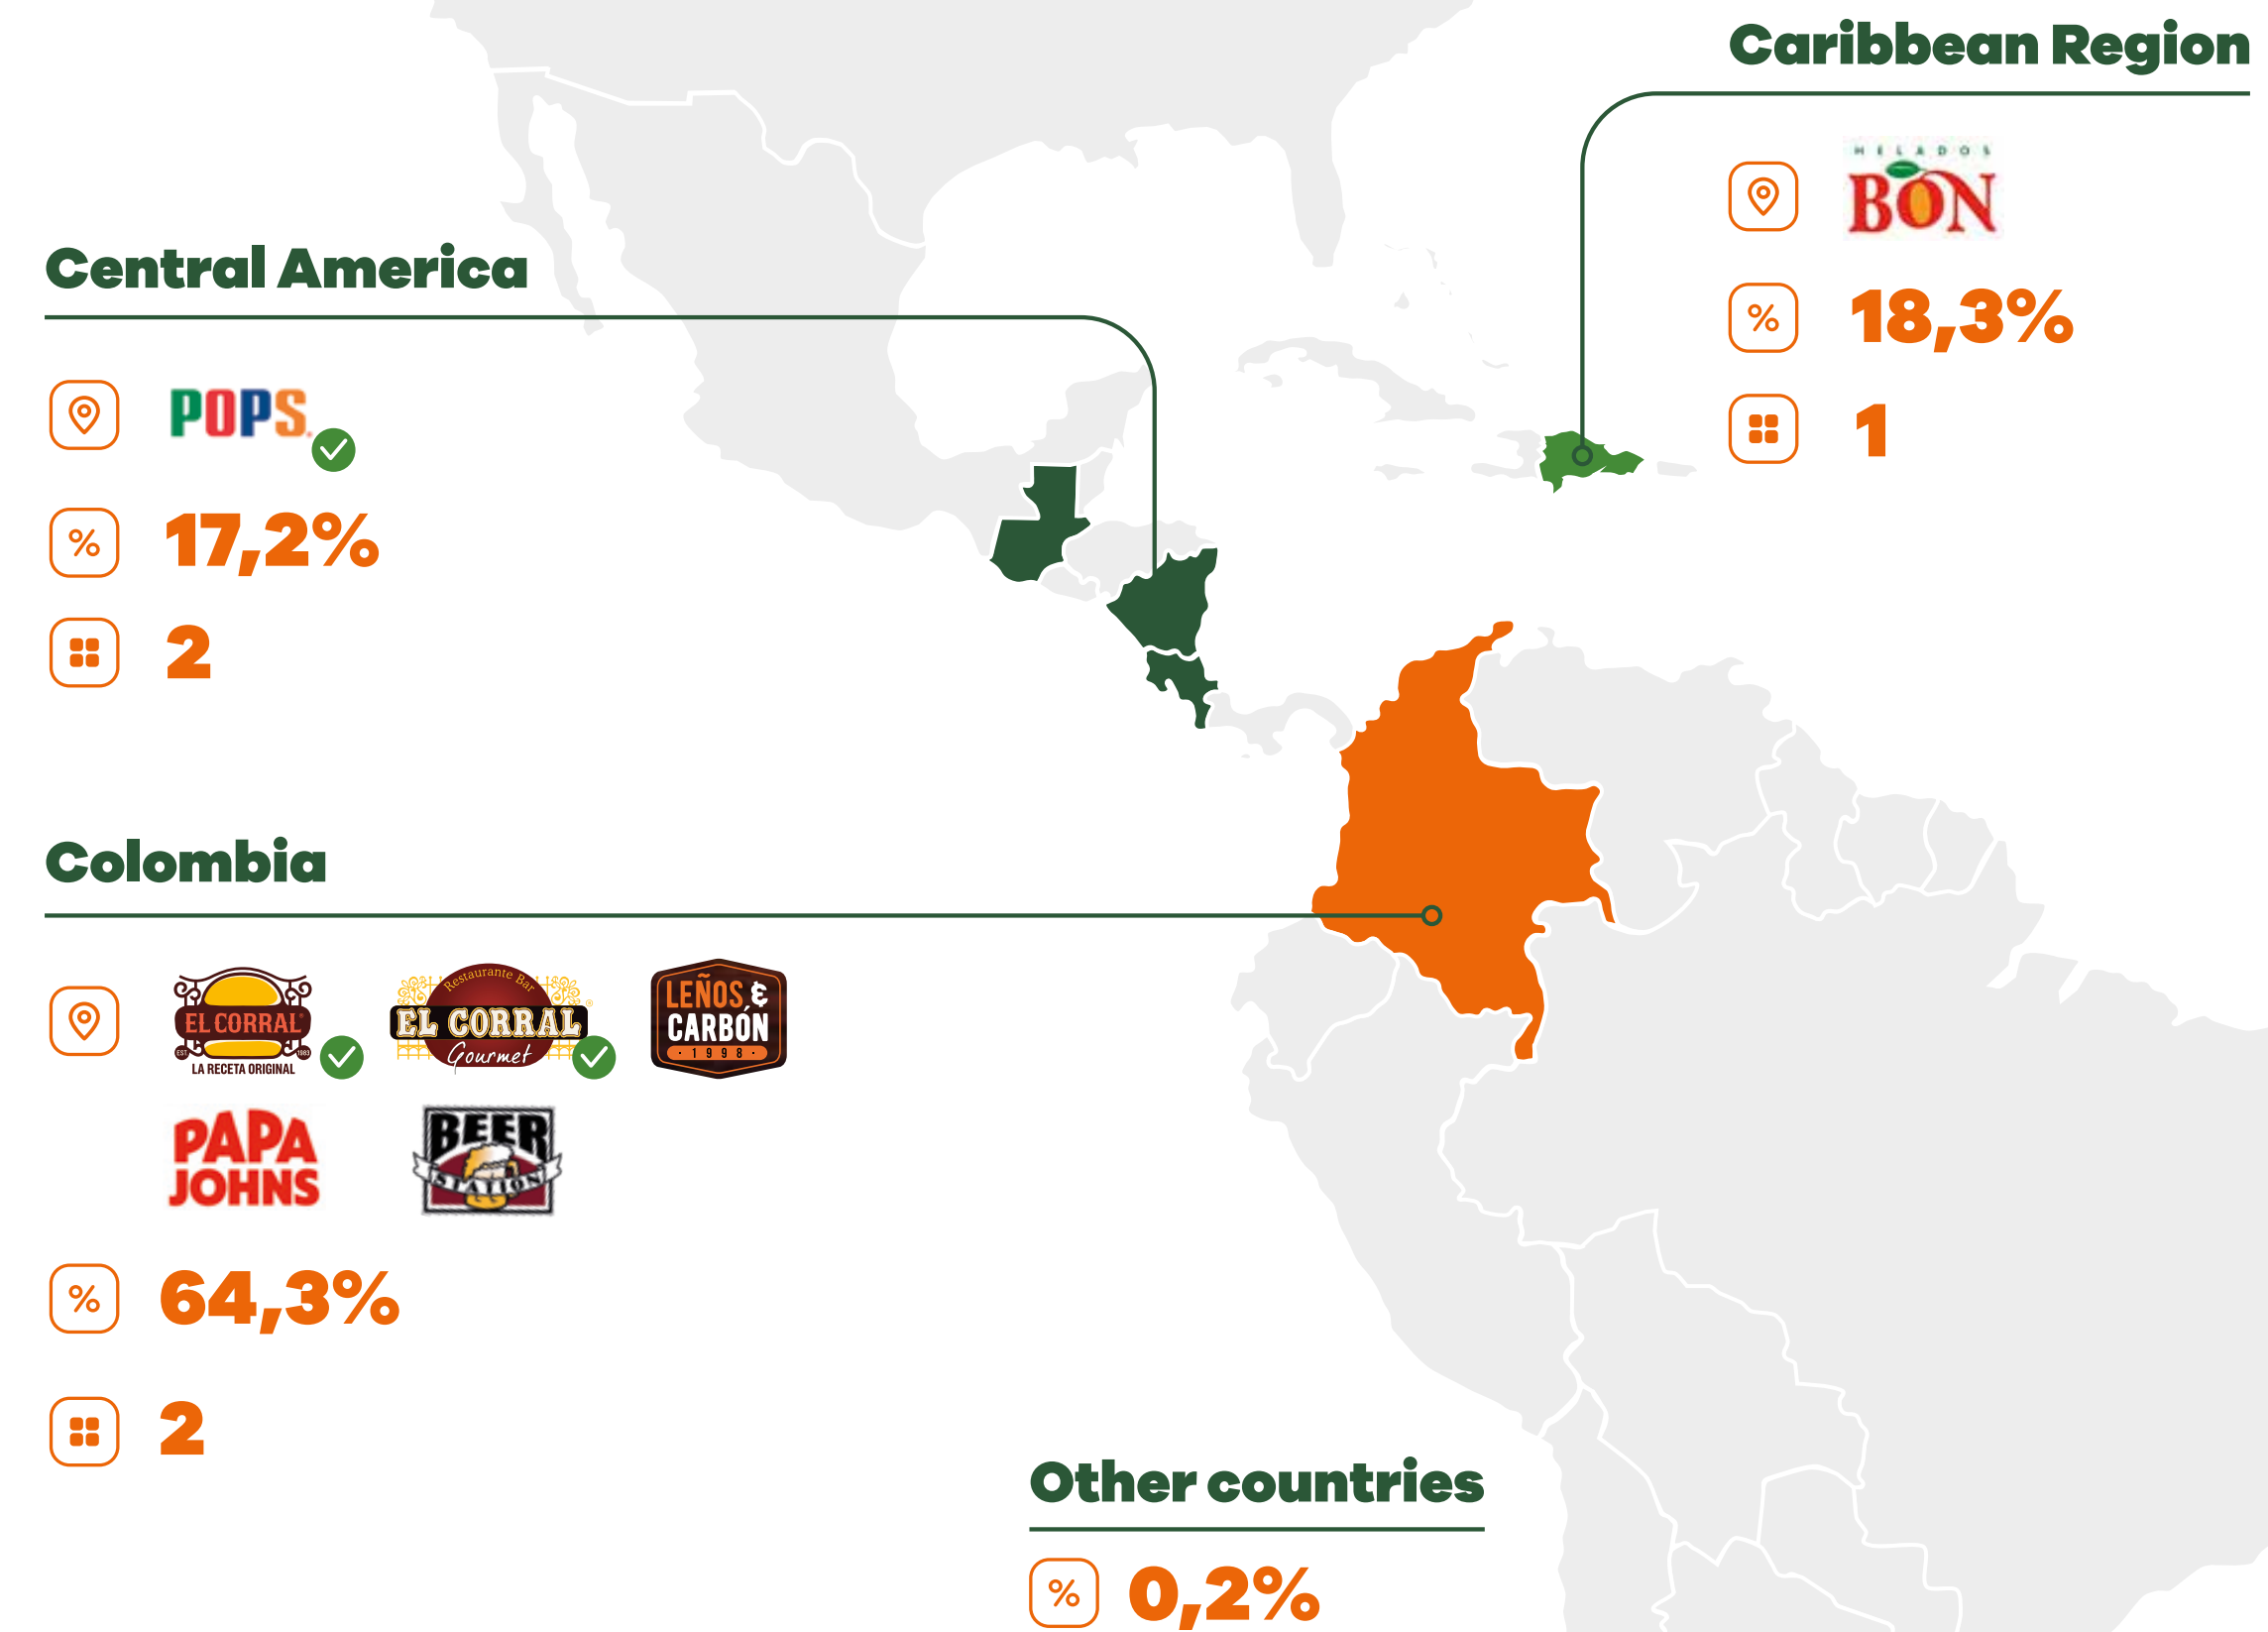 Caribbean Region
HELADOS
BON
18,3%
1
Central America
POPS.
17,2%
2
Colombia
EL CORRAL®
EST. 1983
LA RECETA ORIGINAL
Restaurante Bar
EL CORRAL®
Gourmet
LEÑOS &
CARBÓN
· 1998 ·
PAPA
JOHNS
BEER
STATION
64,3%
2
Other countries
0,2%